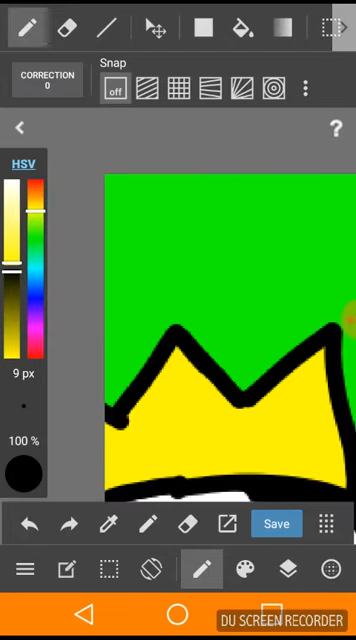 CORRECTION
0
Snap
off
?
HSV
9 px
100 %
Save
DU SCREEN RECORDER